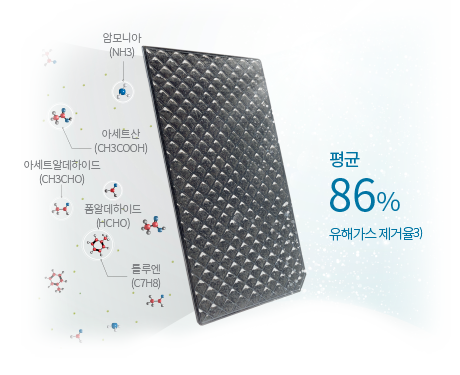 암모니아
(NH3)
아세트산
(CH3COOH)
아세트알데하이드
(CH3CHO)
폼알데하이드
(HCHO)
톨루엔
(C7H8)
평균
86%
유해가스 제거율3)